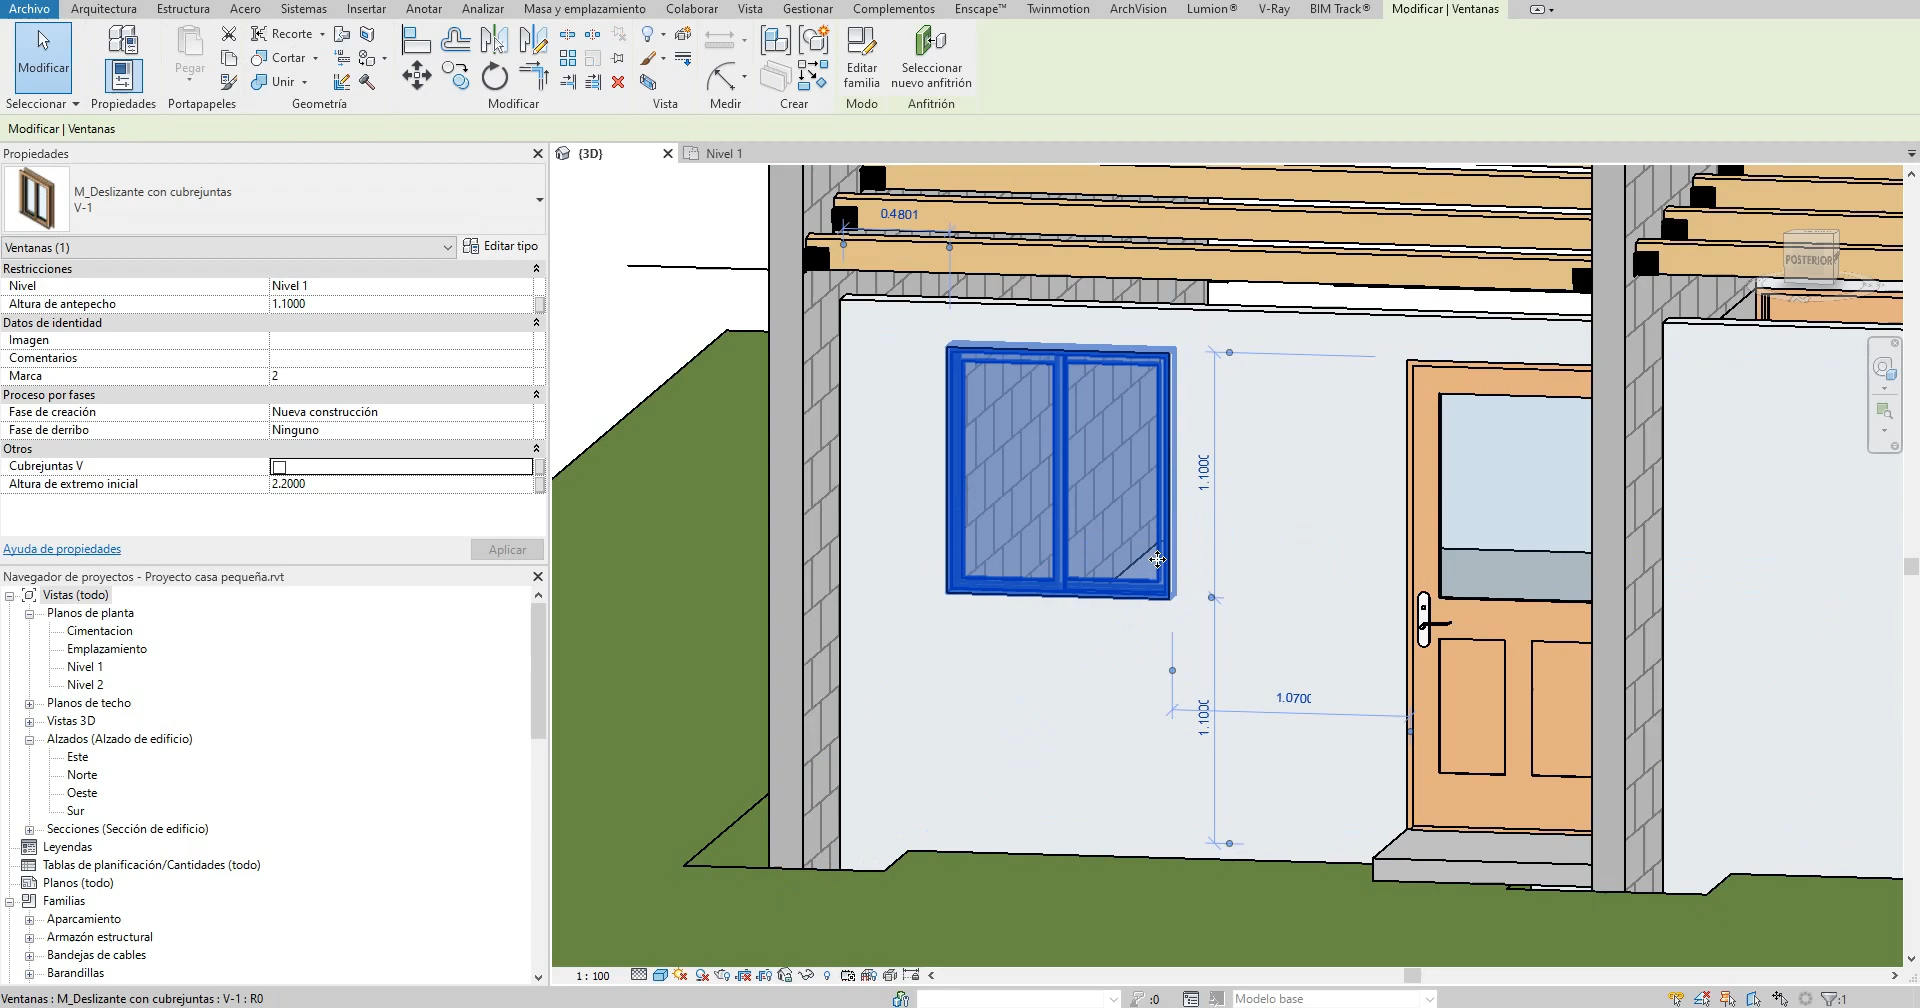 Archivo Arquitectura Estructura Acero Sistemas Insertar Anotar Analizar Masa y emplazamiento Colaborar Vista Gestionar Complementos Enscape™ Twinmotion ArchVision Lumion® V-Ray BIM Track® Modificar | Ventanas
Modificar
Pegar
Recorte
Cortar
Unir
Editar familia
Seleccionar nuevo anfitrión
Seleccionar Propiedades Portapapeles Geometría Modificar Vista Medir Crear Modo Anfitrión
Modificar | Ventanas
Propiedades
M_Deslizante con cubrejuntas
V-1
Ventanas (1)
Editar tipo
Restricciones
Nivel Nivel 1
Altura de antepecho 1.1000
Datos de identidad
Imagen
Comentarios
Marca 2
Proceso por fases
Fase de creación Nueva construcción
Fase de derribo Ninguno
Otros
Cubrejuntas V
Altura de extremo inicial 2.2000
Ayuda de propiedades
Aplicar
Navegador de proyectos - Proyecto casa pequeña.rvt
Vistas (todo)
Planos de planta
Cimentacion
Emplazamiento
Nivel 1
Nivel 2
Planos de techo
Vistas 3D
Alzados (Alzado de edificio)
Este
Norte
Oeste
Sur
Secciones (Sección de edificio)
Leyendas
Tablas de planificación/Cantidades (todo)
Planos (todo)
Familias
Aparcamiento
Armazón estructural
Bandejas de cables
Barandillas
{3D}
Nivel 1
0.4801
POSTERIOR
1.1000
1.0700
1.1000
1 : 100
Ventanas : M_Deslizante con cubrejuntas : V-1 : R0
:0
Modelo base
:1